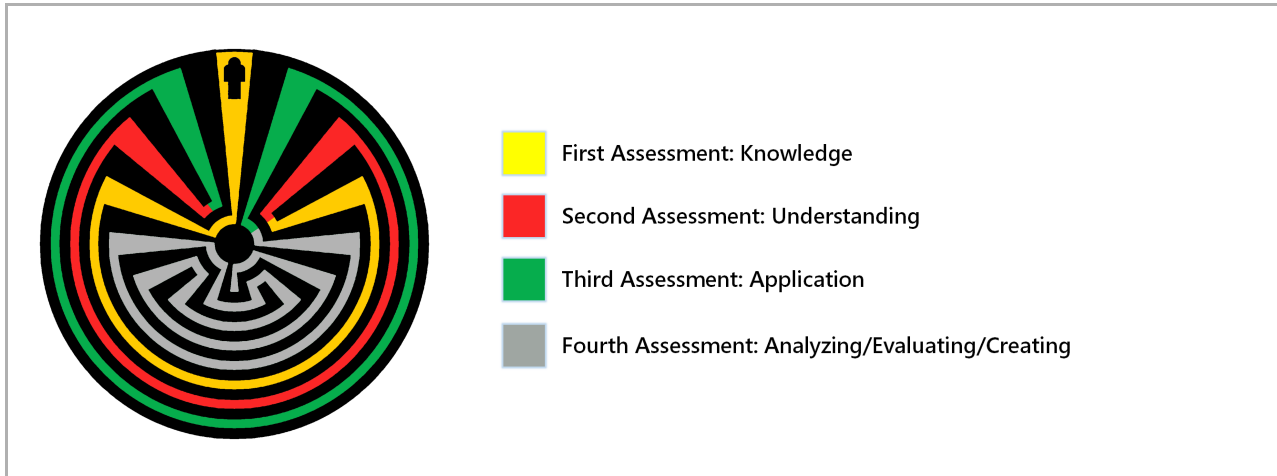 First Assessment: Knowledge
Second Assessment: Understanding
Third Assessment: Application
Fourth Assessment: Analyzing/Evaluating/Creating